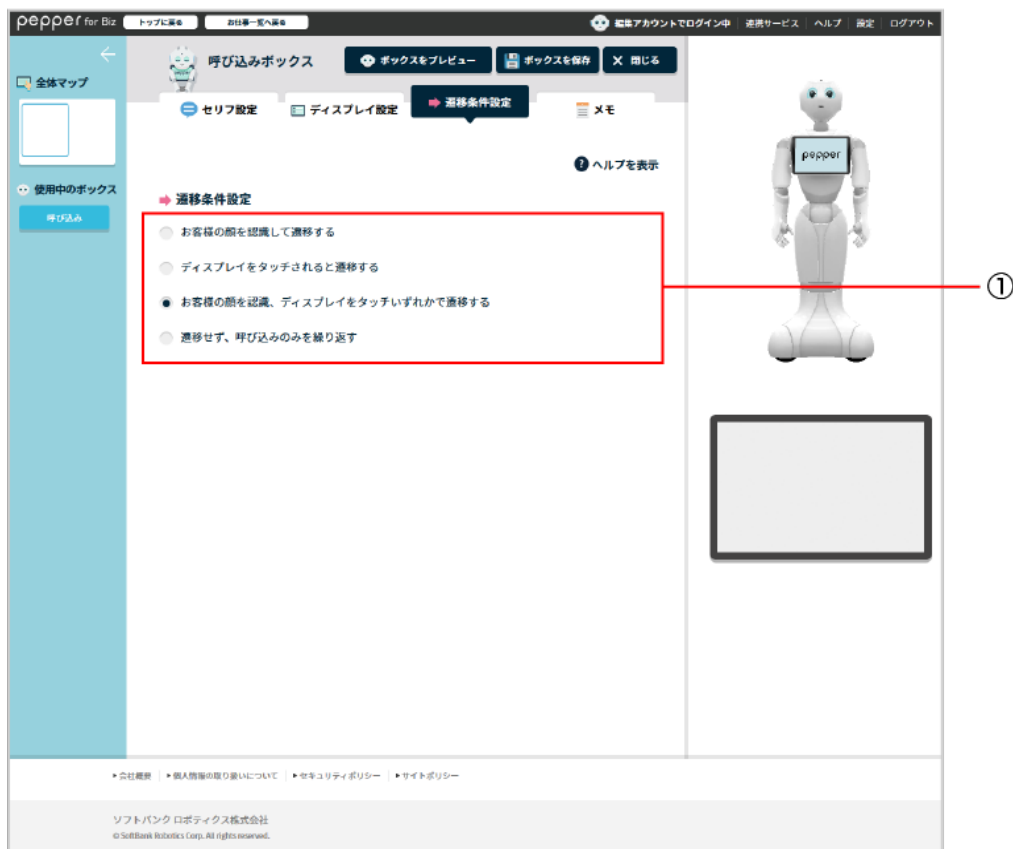 pepper for Biz トップに戻る お仕事一覧へ戻る 編集アカウントでログイン中 連携サービス ヘルプ 設定 ログアウト
呼び込みボックス ボックスをプレビュー ボックスを保存 X 閉じる
全体マップ
セリフ設定 ディスプレイ設定 遷移条件設定 メモ
pepper
? ヘルプを表示
使用中のボックス
呼び込み
遷移条件設定
お客様の顔を認識して遷移する
ディスプレイをタッチされると遷移する
お客様の顔を認識、ディスプレイをタッチいずれかで遷移する
①
遷移せず、呼び込みのみを繰り返す
会社概要 個人情報の取り扱いについて セキュリティポリシー サイトポリシー
ソフトバンク ロボティクス株式会社
© SoftBank Robotics Corp. All rights reserved.